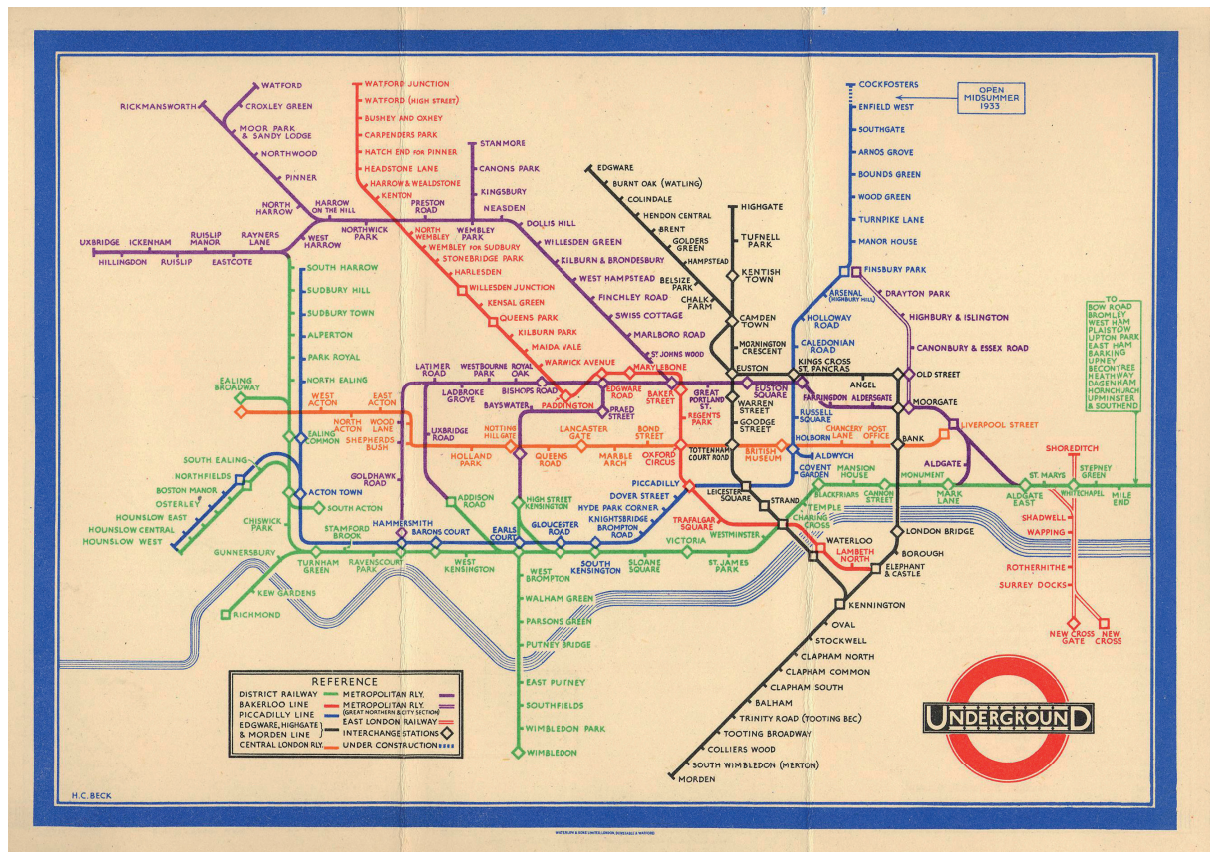 WATFORD
RICKMANSWORTH
CROXLEY GREEN
MOOR PARK
& SANDY LODGE
NORTHWOOD
PINNER
NORTH
HARROW
HARROW
ON THE HILL
NORTHWICK
PARK
PRESTON
ROAD
WEMBLEY
PARK
NEASDEN
KINGSBURY
CANONS PARK
STANMORE
WEST
HARROW
RAYNERS
LANE
EASTCOTE
RUISLIP
MANOR
RUISLIP
ICKENHAM
HILLINGDON
UXBRIDGE
DOLLIS HILL
WILLESDEN GREEN
KILBURN & BRONDESBURY
WEST HAMPSTEAD
FINCHLEY ROAD
SWISS COTTAGE
MARLBORO ROAD
ST JOHNS WOOD
WATFORD JUNCTION
WATFORD (HIGH STREET)
BUSHEY AND OXHEY
CARPENDERS PARK
HATCH END FOR PINNER
HEADSTONE LANE
HARROW & WEALDSTONE
KENTON
NORTH
WEMBLEY
WEMBLEY FOR SUDBURY
STONEBRIDGE PARK
HARLESDEN
WILLESDEN JUNCTION
KENSAL GREEN
QUEENS PARK
KILBURN PARK
MAIDA VALE
WARWICK AVENUE
PADDINGTON
EDGWARE
ROAD
MARYLEBONE
BAKER
STREET
REGENTS
PARK
OXFORD
CIRCUS
PICCADILLY
TRAFALGAR
SQUARE
CHARING
CROSS
WATERLOO
LAMBETH
NORTH
ELEPHANT
& CASTLE
EDGWARE
BURNT OAK (WATLING)
COLINDALE
HENDON CENTRAL
BRENT
GOLDERS
GREEN
HAMPSTEAD
BELSIZE
PARK
CHALK
FARM
HIGHGATE
TUFNELL
PARK
KENTISH
TOWN
CAMDEN
TOWN
MORNINGTON
CRESCENT
EUSTON
WARREN
STREET
GOODGE
STREET
TOTTENHAM
COURT ROAD
LEICESTER
SQUARE
STRAND
KINGS CROSS
ST. PANCRAS
ANGEL
OLD STREET
MOORGATE
BANK
LONDON BRIDGE
BOROUGH
KENNINGTON
OVAL
STOCKWELL
CLAPHAM NORTH
CLAPHAM COMMON
CLAPHAM SOUTH
BALHAM
TRINITY ROAD (TOOTING BEC)
TOOTING BROADWAY
COLLIERS WOOD
SOUTH WIMBLEDON (MERTON)
MORDEN
COCKFOSTERS
OPEN
MIDSUMMER
1933
ENFIELD WEST
SOUTHGATE
ARNOS GROVE
BOUNDS GREEN
WOOD GREEN
TURNPIKE LANE
MANOR HOUSE
FINSBURY PARK
ARSENAL
(HIGHBURY HILL)
HOLLOWAY
ROAD
CALEDONIAN
ROAD
RUSSELL
SQUARE
HOLBORN
ALDWYCH
COVENT
GARDEN
DRAYTON PARK
HIGHBURY & ISLINGTON
CANONBURY & ESSEX ROAD
DOVER STREET
HYDE PARK CORNER
KNIGHTSBRIDGE
BROMPTON
ROAD
SOUTH
KENSINGTON
GLOUCESTER
ROAD
EARLS
COURT
BARONS COURT
HAMMERSMITH
SOUTH HARROW
SUDBURY HILL
SUDBURY TOWN
ALPERTON
PARK ROYAL
NORTH EALING
EALING
BROADWAY
EALING
COMMON
SOUTH EALING
NORTHFIELDS
BOSTON MANOR
OSTERLEY
HOUNSLOW EAST
HOUNSLOW CENTRAL
HOUNSLOW WEST
ACTON TOWN
SOUTH ACTON
CHISWICK
PARK
GUNNERSBURY
KEW GARDENS
RICHMOND
TURNHAM
GREEN
STAMFORD
BROOK
RAVENSCOURT
PARK
WEST
KENSINGTON
WEST
BROMPTON
WALHAM GREEN
PARSONS GREEN
PUTNEY BRIDGE
EAST PUTNEY
SOUTHFIELDS
WIMBLEDON PARK
WIMBLEDON
ADDISON
ROAD
HIGH STREET
KENSINGTON
SLOANE
SQUARE
VICTORIA
ST. JAMES
PARK
WESTMINSTER
TEMPLE
BLACKFRIARS
MANSION
HOUSE
CANNON
STREET
MONUMENT
MARK
LANE
ALDGATE
EAST
ST. MARYS
WHITECHAPEL
STEPNEY
GREEN
MILE
END
TO
BOW ROAD
BROMLEY
WEST HAM
PLAISTOW
UPTON PARK
EAST HAM
BARKING
UPNEY
BECONTREE
HEATHWAY
DAGENHAM
HORNCHURCH
UPMINSTER
& SOUTHEND
WEST
ACTON
NORTH
ACTON
EAST
ACTON
WOOD
LANE
SHEPHERDS
BUSH
HOLLAND
PARK
NOTTING
HILL GATE
QUEENS
ROAD
LANCASTER
GATE
MARBLE
ARCH
BOND
STREET
BRITISH
MUSEUM
CHANCERY
LANE
POST
OFFICE
LIVERPOOL STREET
GOLDHAWK
ROAD
LATIMER
ROAD
UXBRIDGE
ROAD
LADBROKE
GROVE
WESTBOURNE
PARK
ROYAL
OAK
BISHOPS ROAD
BAYSWATER
PRAED
STREET
GREAT
PORTLAND
ST.
EUSTON
SQUARE
FARRINGDON
ALDERSGATE
ALDGATE
SHOREDITCH
SHADWELL
WAPPING
ROTHERHITHE
SURREY DOCKS
NEW CROSS
GATE
NEW
CROSS
REFERENCE
DISTRICT RAILWAY
BAKERLOO LINE
PICCADILLY LINE
EDGWARE, HIGHGATE
& MORDEN LINE
CENTRAL LONDON RLY.
METROPOLITAN RLY.
METROPOLITAN RLY.
(GREAT NORTHERN & CITY SECTION)
EAST LONDON RAILWAY
INTERCHANGE STATIONS
UNDER CONSTRUCTION
UNDERGROUND
H.C. BECK
WATERLOW & SONS LIMITED, LONDON, DUNSTABLE & WATFORD